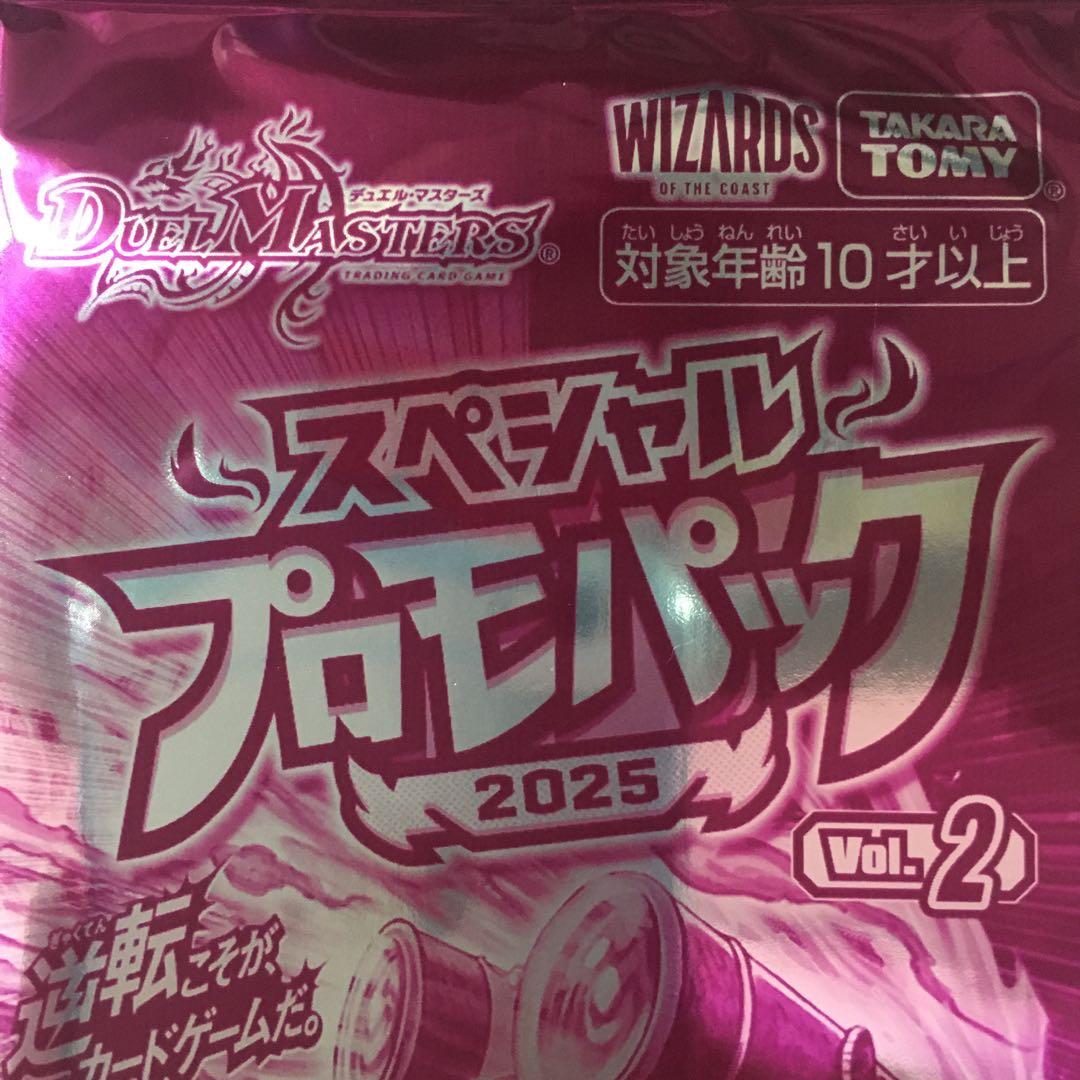 デュエル・マスターズ
DUEL MASTERS®
TRADING CARD GAME
WIZARDS
OF THE COAST
TAKARA
TOMY
®
たいしょうねんれい さいいじょう
対象年齢10才以上
スペシャル
プロモパック
2025
Vol.2
ぎゃくてん
逆転こそが、
カードゲームだ。